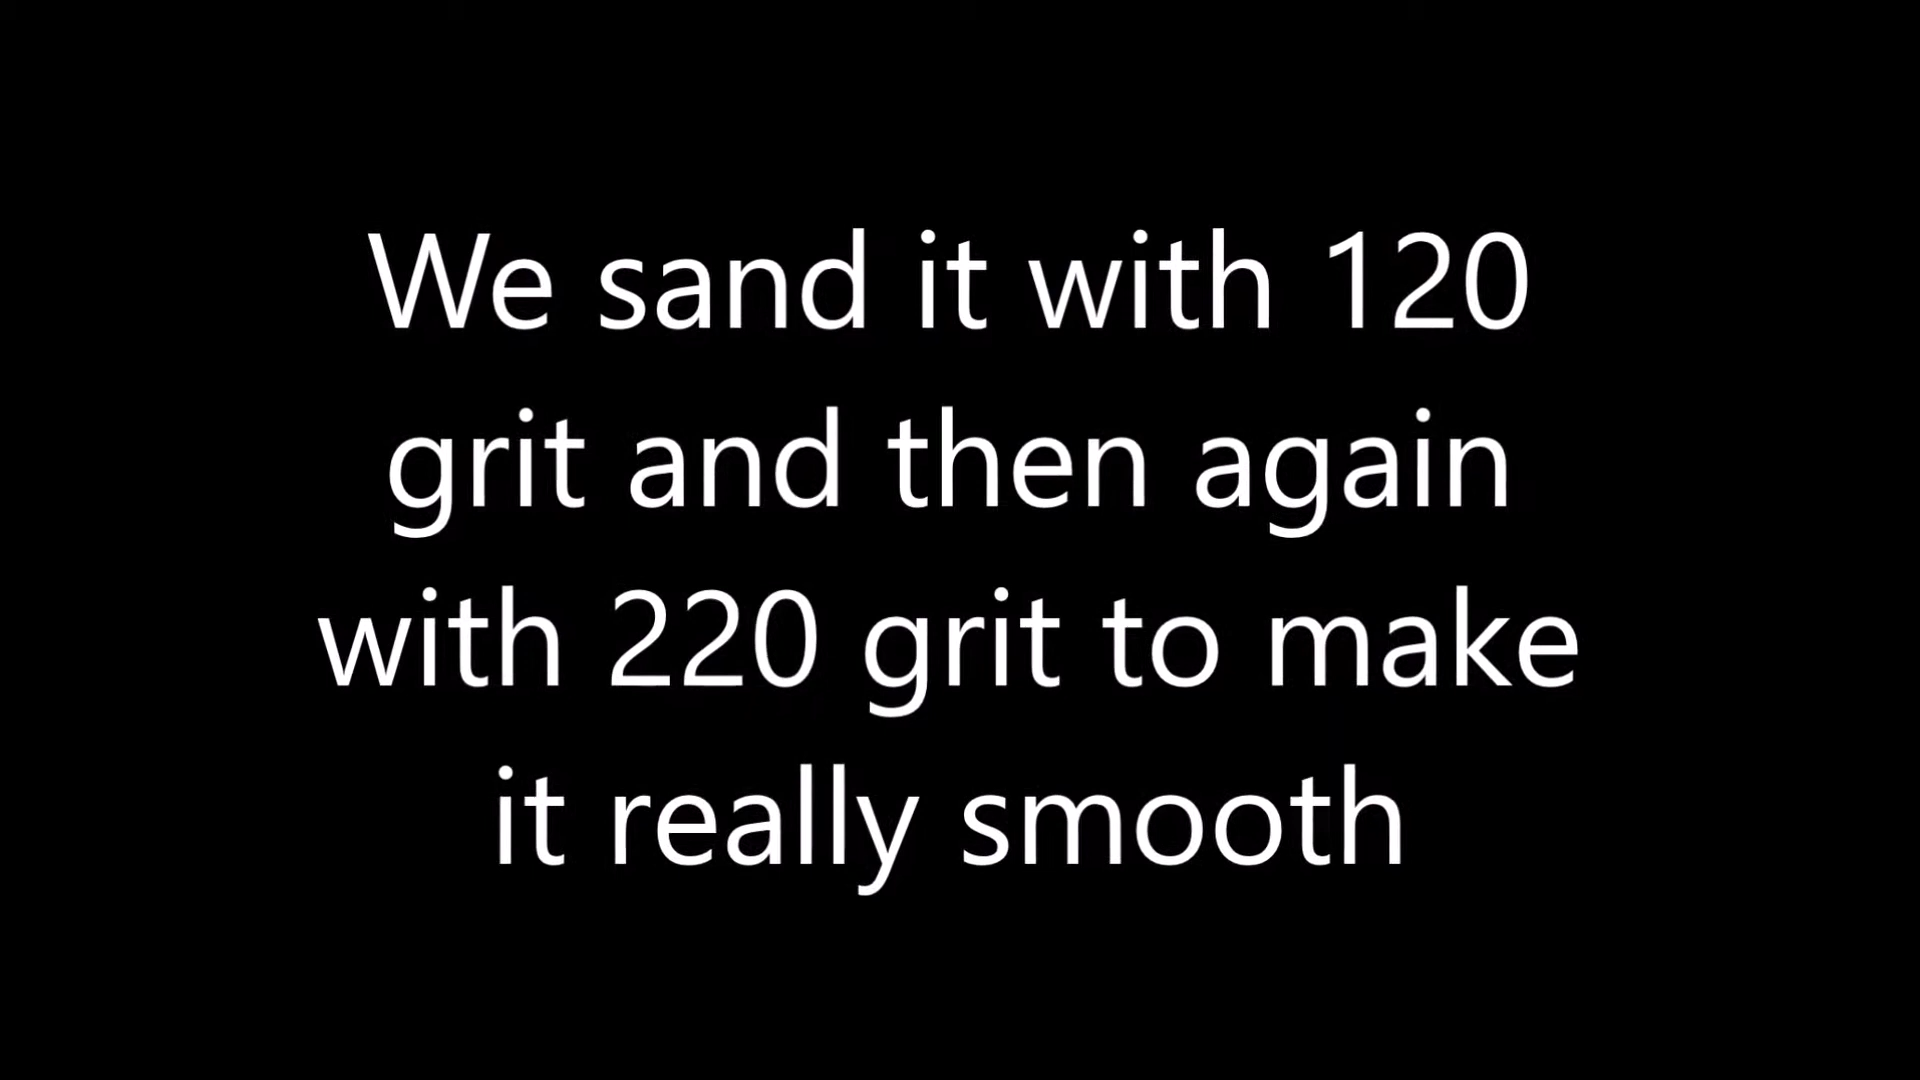 We sand it with 120
grit and then again
with 220 grit to make
it really smooth